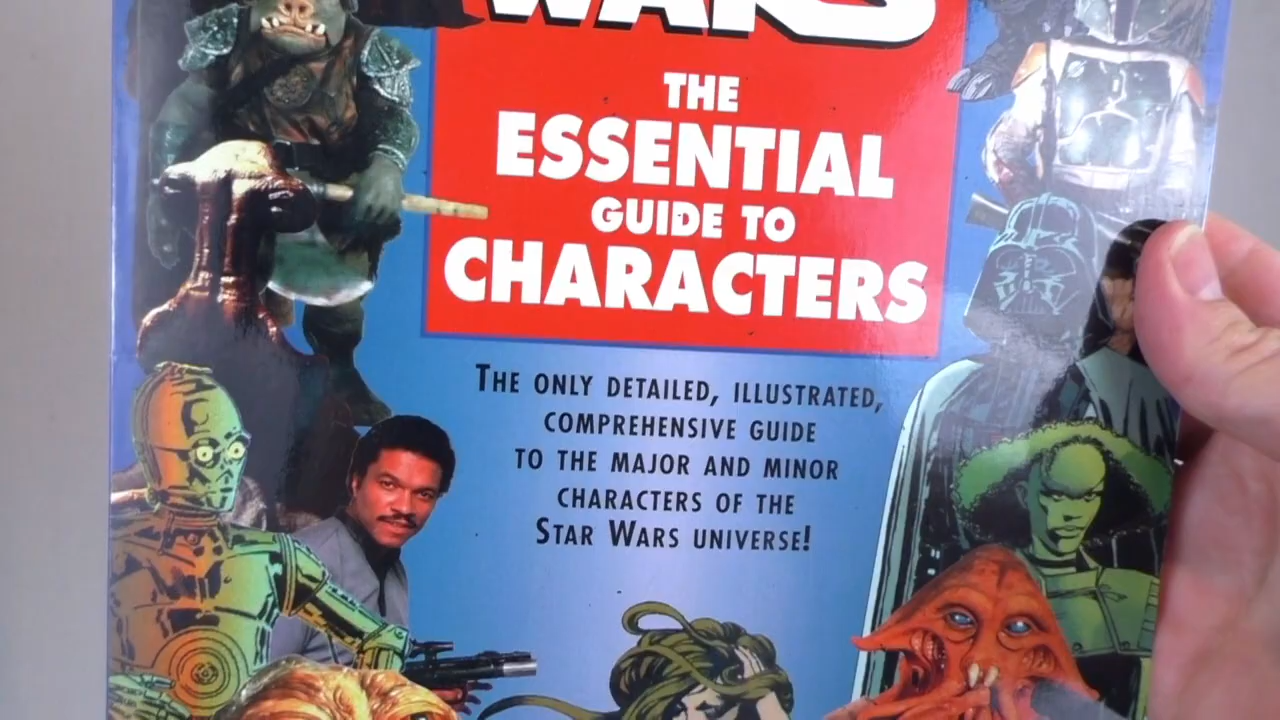 WARS
THE
ESSENTIAL
GUIDE TO
CHARACTERS
THE ONLY DETAILED, ILLUSTRATED,
COMPREHENSIVE GUIDE
TO THE MAJOR AND MINOR
CHARACTERS OF THE
STAR WARS UNIVERSE!